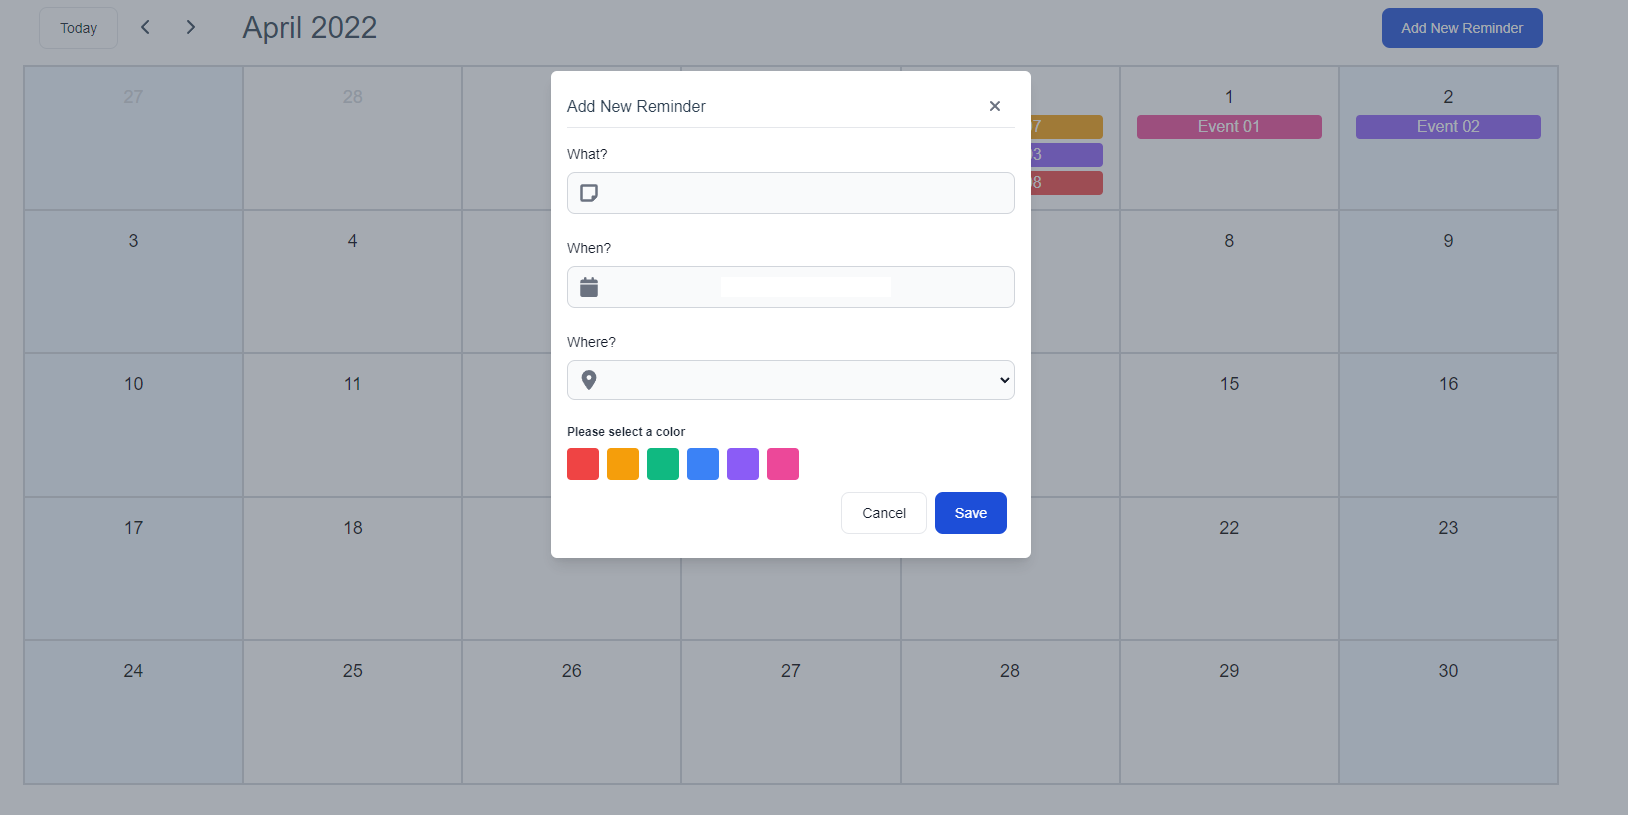 Today
April 2022
Add New Reminder
27
28
1
2
7
3
8
Event 01
Event 02
Add New Reminder
What?
When?
Where?
Please select a color
Cancel
Save
3
4
8
9
10
11
15
16
17
18
22
23
24
25
26
27
28
29
30